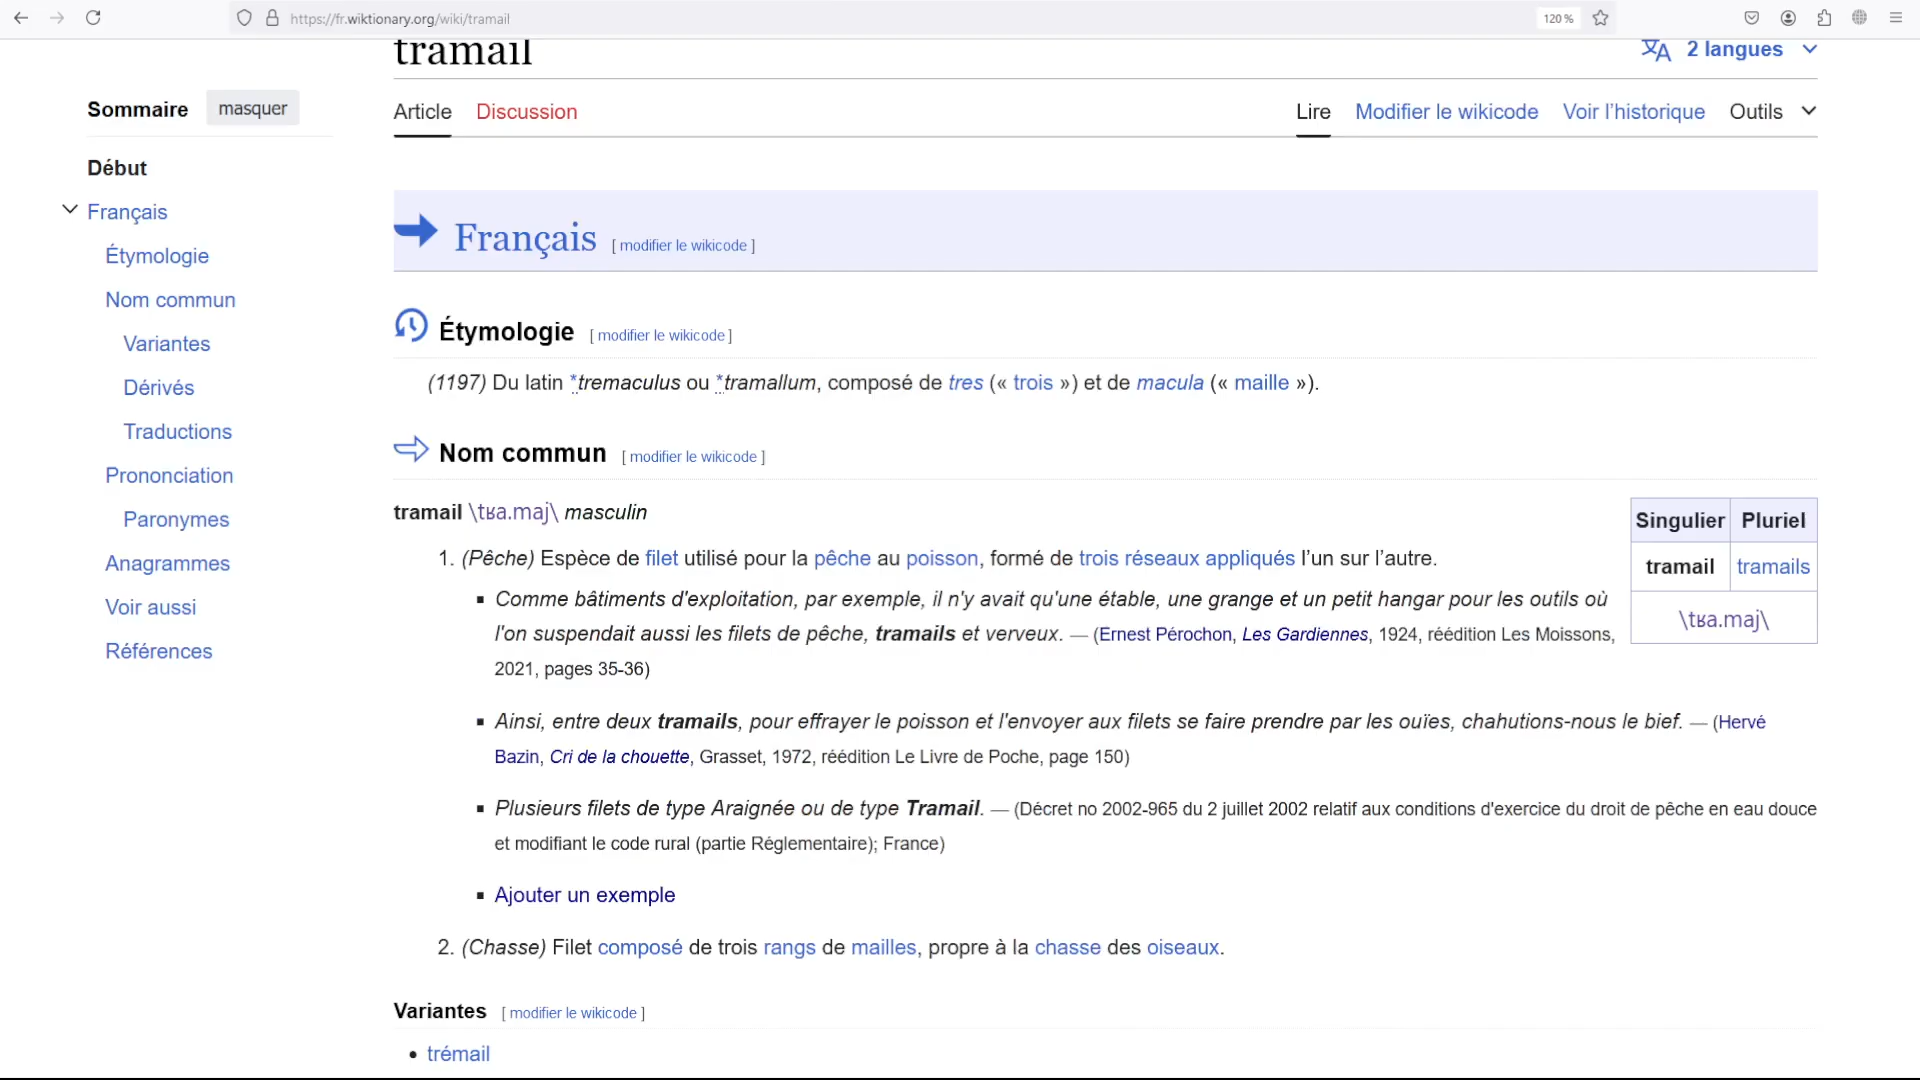 https://fr.wiktionary.org/wiki/tramail
120 %
tramail
2 langues
Sommaire
masquer
Article
Discussion
Lire
Modifier le wikicode
Voir l’historique
Outils
Début
Français
Étymologie
Nom commun
Variantes
Dérivés
Traductions
Prononciation
Paronymes
Anagrammes
Voir aussi
Références
Français [ modifier le wikicode ]
Étymologie [ modifier le wikicode ]
(1197) Du latin *tremaculus ou *tramallum, composé de tres (« trois ») et de macula (« maille »).
Nom commun [ modifier le wikicode ]
tramail \tʁa.maj\ masculin
Singulier Pluriel
tramail tramails
\tʁa.maj\
1. (Pêche) Espèce de filet utilisé pour la pêche au poisson, formé de trois réseaux appliqués l’un sur l’autre.
▪ Comme bâtiments d'exploitation, par exemple, il n'y avait qu'une étable, une grange et un petit hangar pour les outils où
l'on suspendait aussi les filets de pêche, tramails et verveux. — (Ernest Pérochon, Les Gardiennes, 1924, réédition Les Moissons,
2021, pages 35-36)
▪ Ainsi, entre deux tramails, pour effrayer le poisson et l'envoyer aux filets se faire prendre par les ouïes, chahutions-nous le bief. — (Hervé
Bazin, Cri de la chouette, Grasset, 1972, réédition Le Livre de Poche, page 150)
▪ Plusieurs filets de type Araignée ou de type Tramail. — (Décret no 2002-965 du 2 juillet 2002 relatif aux conditions d'exercice du droit de pêche en eau douce
et modifiant le code rural (partie Réglementaire); France)
▪ Ajouter un exemple
2. (Chasse) Filet composé de trois rangs de mailles, propre à la chasse des oiseaux.
Variantes [ modifier le wikicode ]
• trémail